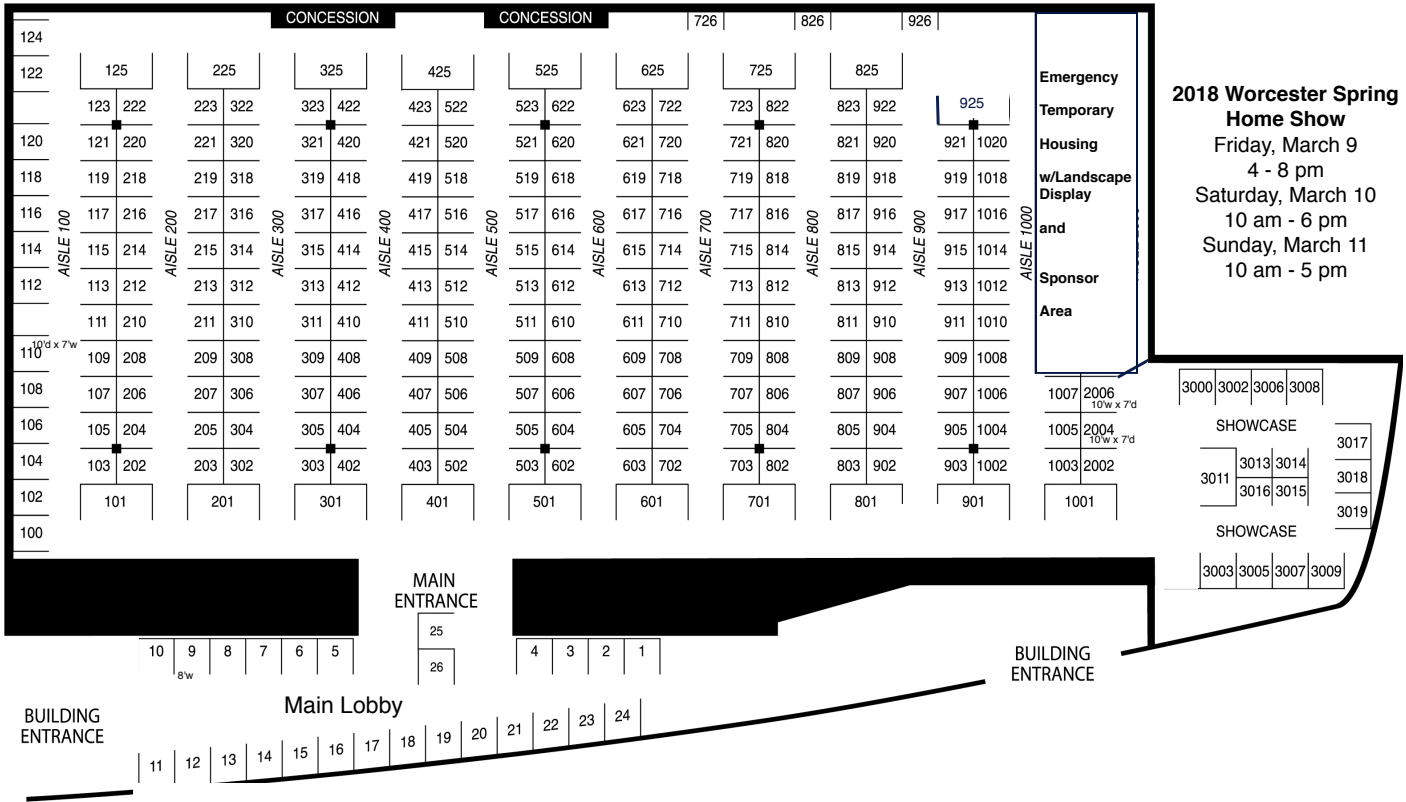 CONCESSION CONCESSION 726 826 926
124
122 125 225 325 425 525 625 725 825
123 222 223 322 323 422 423 522 523 622 623 722 723 822 823 922 925
120 121 220 221 320 321 420 421 520 521 620 621 720 721 820 821 920 921 1020
118 119 218 219 318 319 418 419 518 519 618 619 718 719 818 819 918 919 1018
116 117 216 217 316 317 416 417 516 517 616 617 716 717 816 817 916 917 1016
AISLE 100 AISLE 200 AISLE 300 AISLE 400 AISLE 500 AISLE 600 AISLE 700 AISLE 800 AISLE 900 AISLE 1000
114 115 214 215 314 315 414 415 514 515 614 615 714 715 814 815 914 915 1014
112 113 212 213 312 313 412 413 512 513 612 613 712 713 812 813 912 913 1012
111 210 211 310 311 410 411 510 511 610 611 710 711 810 811 910 911 1010
110 10'd x 7'w 109 208 209 308 309 408 409 508 509 608 609 708 709 808 809 908 909 1008
108 107 206 207 306 307 406 407 506 507 606 607 706 707 806 807 906 907 1006 1007 2006
10'w x 7'd
106 105 204 205 304 305 404 405 504 505 604 605 704 705 804 805 904 905 1004 1005 2004
10'w x 7'd
104 103 202 203 302 303 402 403 502 503 602 603 702 703 802 803 902 903 1002 1003 2002
102 101 201 301 401 501 601 701 801 901 1001
100
Emergency
Temporary
Housing
w/Landscape
Display
and
Sponsor
Area
2018 Worcester Spring
Home Show
Friday, March 9
4 - 8 pm
Saturday, March 10
10 am - 6 pm
Sunday, March 11
10 am - 5 pm
3000 3002 3006 3008
SHOWCASE
3017
3013 3014
3011 3018
3016 3015
3019
SHOWCASE
3003 3005 3007 3009
MAIN
ENTRANCE
25
10 9 8 7 6 5 26 4 3 2 1
8'w
BUILDING
ENTRANCE
Main Lobby
BUILDING
ENTRANCE
11 12 13 14 15 16 17 18 19 20 21 22 23 24